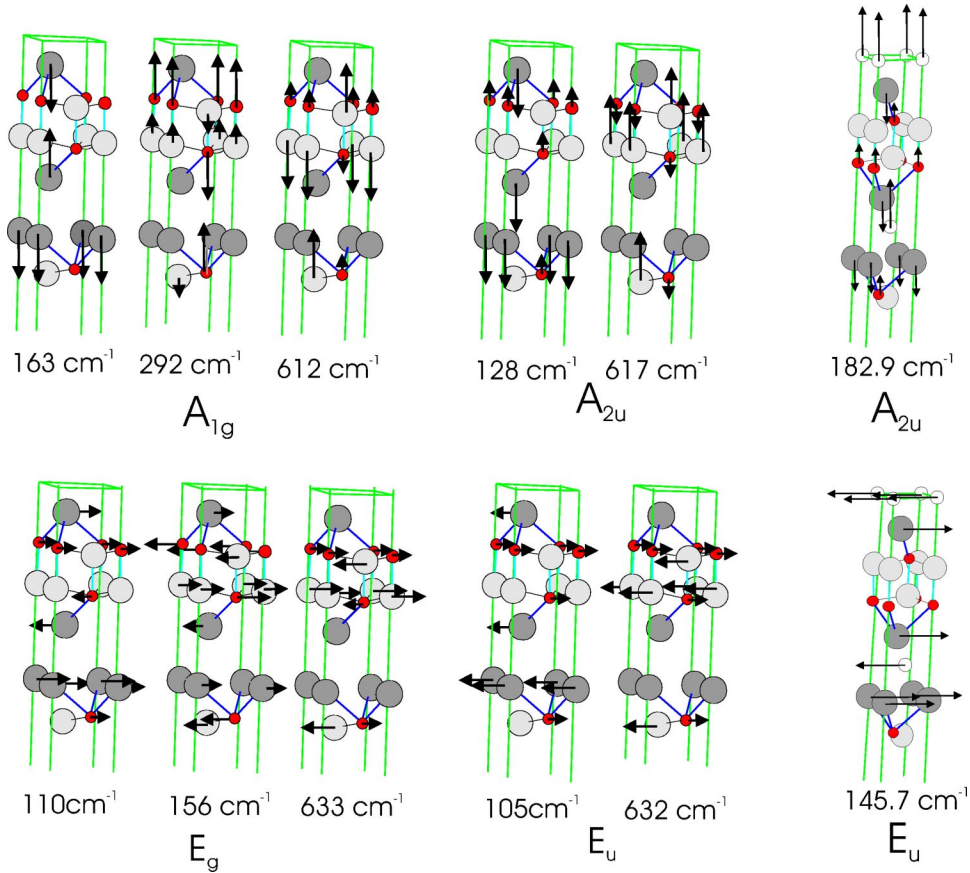 163 cm⁻¹ 292 cm⁻¹ 612 cm⁻¹ 128 cm⁻¹ 617 cm⁻¹ 182.9 cm⁻¹
A₁g A₂u A₂u
110cm⁻¹ 156 cm⁻¹ 633 cm⁻¹ 105cm⁻¹ 632 cm⁻¹ 145.7 cm⁻¹
Eg Eu Eu